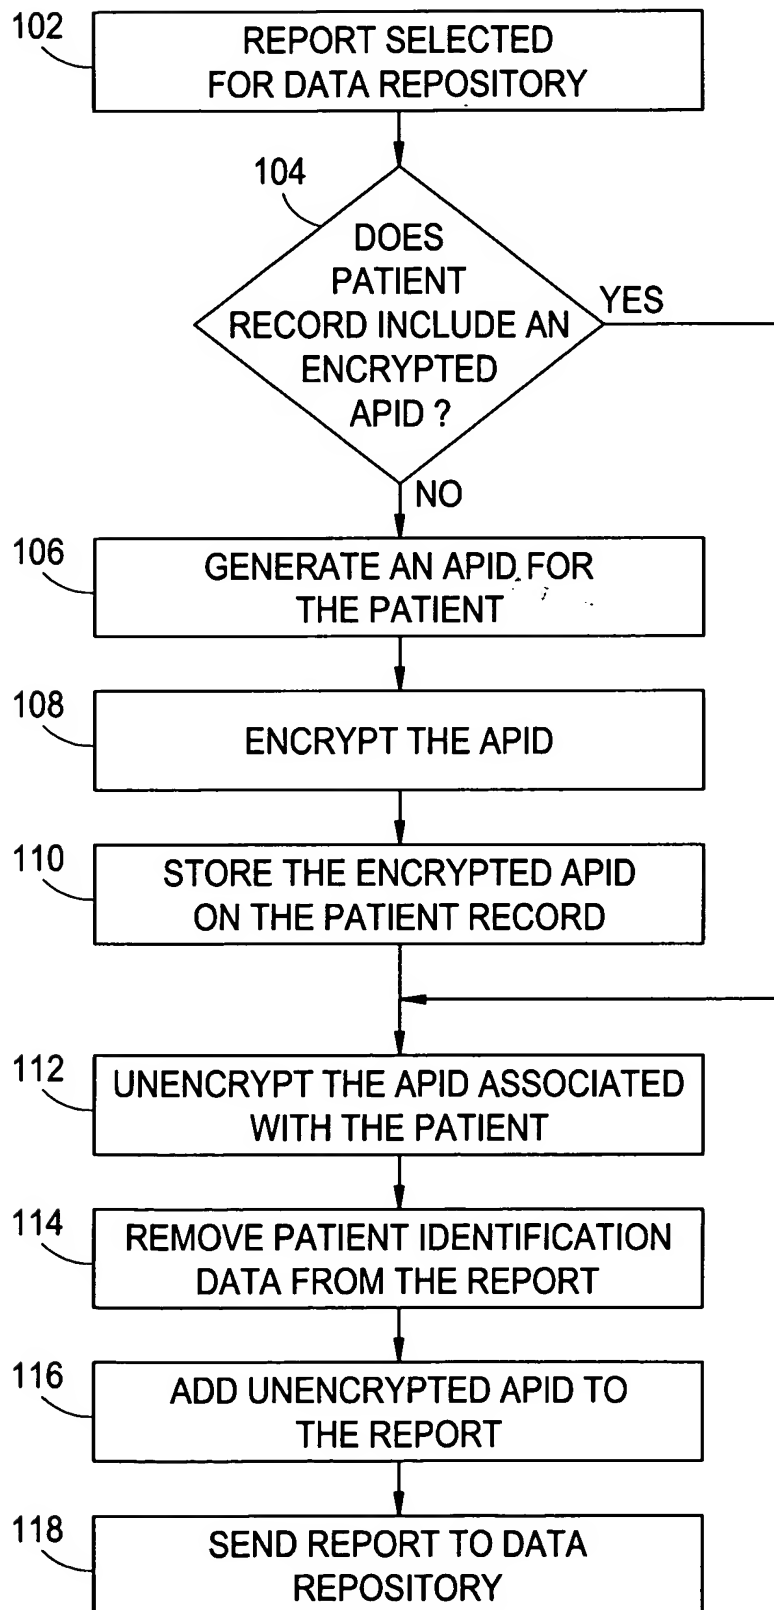 102
REPORT SELECTED
FOR DATA REPOSITORY
104
DOES
PATIENT
RECORD INCLUDE AN
ENCRYPTED
APID ?
YES
NO
106
GENERATE AN APID FOR
THE PATIENT
108
ENCRYPT THE APID
110
STORE THE ENCRYPTED APID
ON THE PATIENT RECORD
112
UNENCRYPT THE APID ASSOCIATED
WITH THE PATIENT
114
REMOVE PATIENT IDENTIFICATION
DATA FROM THE REPORT
116
ADD UNENCRYPTED APID TO
THE REPORT
118
SEND REPORT TO DATA
REPOSITORY